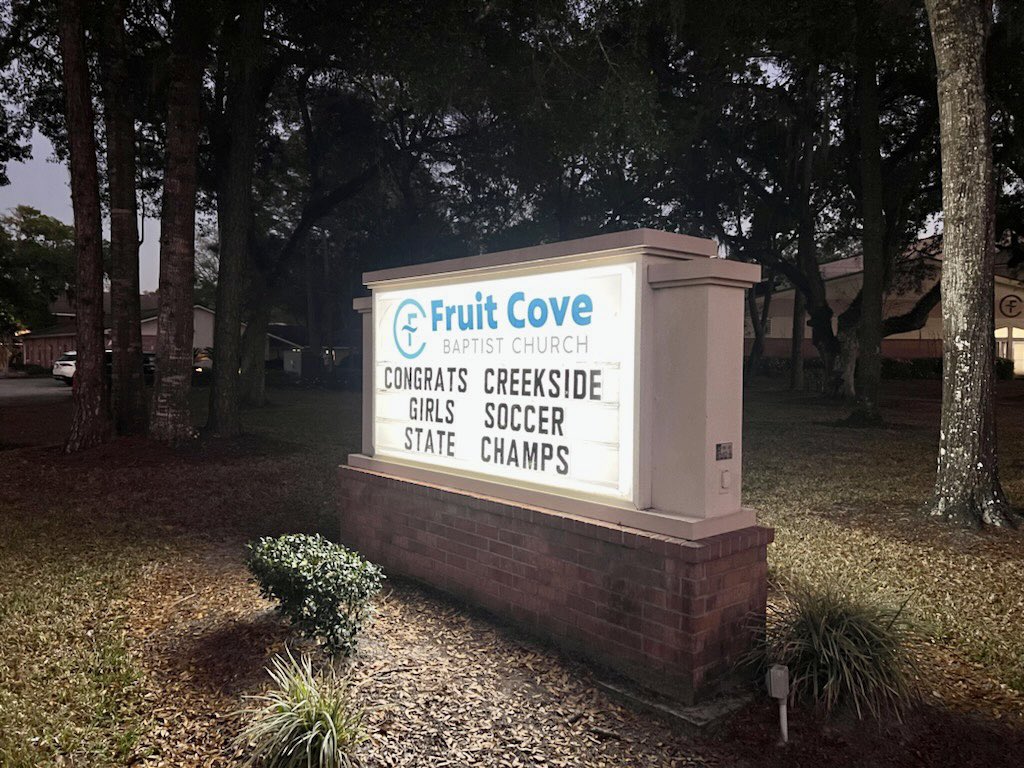 Fruit Cove
BAPTIST CHURCH
CONGRATS CREEKSIDE
GIRLS SOCCER
STATE CHAMPS